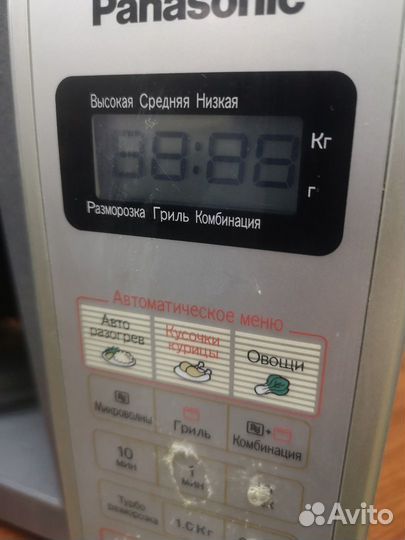 Panasonic
Высокая Средняя Низкая
Кг
г
Разморозка Гриль Комбинация
Автоматическое меню
Авто разогрев
Кусочки курицы
Овощи
Микроволны
Гриль
Комбинация
10 мин
1 мин
Турбо разморозка
1.0 Кг
Avito